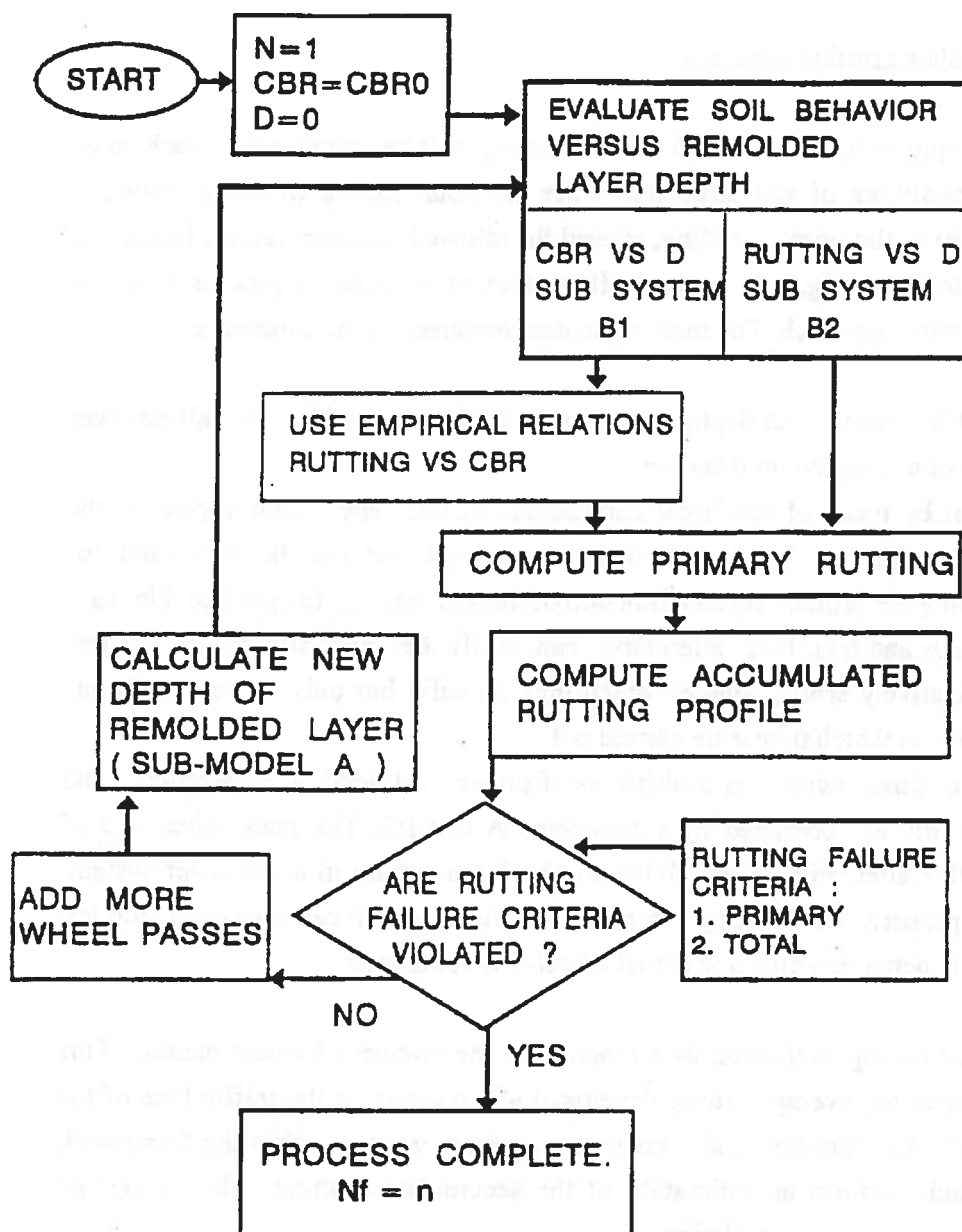 START
N=1
CBR=CBR0
D=0
EVALUATE SOIL BEHAVIOR
VERSUS REMOLDED
LAYER DEPTH
CBR VS D
SUB SYSTEM
B1
RUTTING VS D
SUB SYSTEM
B2
USE EMPIRICAL RELATIONS
RUTTING VS CBR
COMPUTE PRIMARY RUTTING
COMPUTE ACCUMULATED
RUTTING PROFILE
CALCULATE NEW
DEPTH OF
REMOLDED LAYER
( SUB-MODEL A )
ADD MORE
WHEEL PASSES
ARE RUTTING
FAILURE CRITERIA
VIOLATED ?
RUTTING FAILURE
CRITERIA :
1. PRIMARY
2. TOTAL
NO
YES
PROCESS COMPLETE.
Nf = n